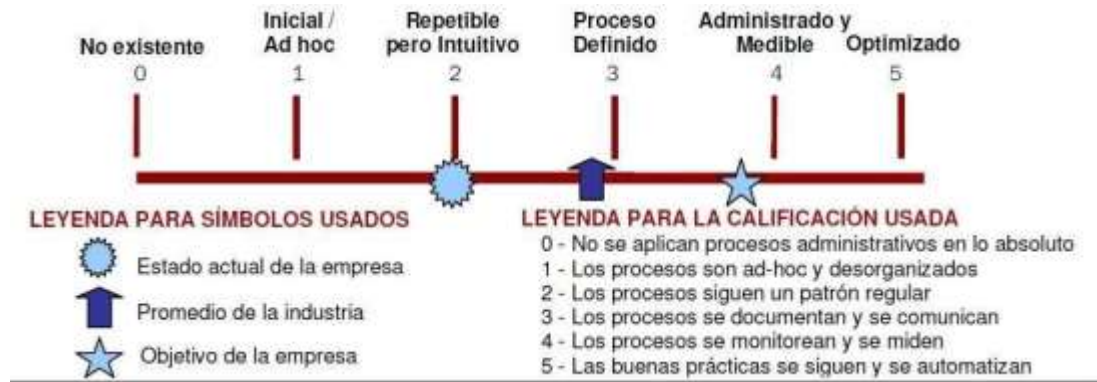 No existente
0
Inicial /
Ad hoc
1
Repetible
pero Intuitivo
2
Proceso
Definido
3
Administrado y
Medible
4
Optimizado
5
LEYENDA PARA SÍMBOLOS USADOS
Estado actual de la empresa
Promedio de la industria
Objetivo de la empresa
LEYENDA PARA LA CALIFICACIÓN USADA
0 - No se aplican procesos administrativos en lo absoluto
1 - Los procesos son ad-hoc y desorganizados
2 - Los procesos siguen un patrón regular
3 - Los procesos se documentan y se comunican
4 - Los procesos se monitorean y se miden
5 - Las buenas prácticas se siguen y se automatizan